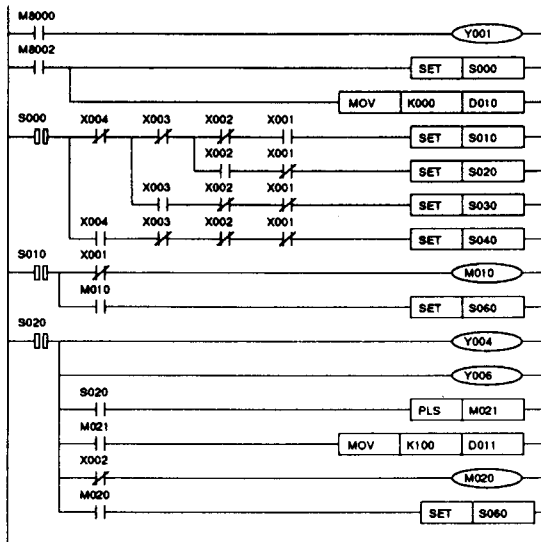 M8000
Y001
M8002
SET S000
MOV K000 D010
S000 X004 X003 X002 X001
SET S010
X002 X001
SET S020
X003 X002 X001
SET S030
X004 X003 X002 X001
SET S040
S010 X001
M010
M010
SET S060
S020
Y004
Y006
S020
PLS M021
M021
MOV K100 D011
X002
M020
M020
SET S060